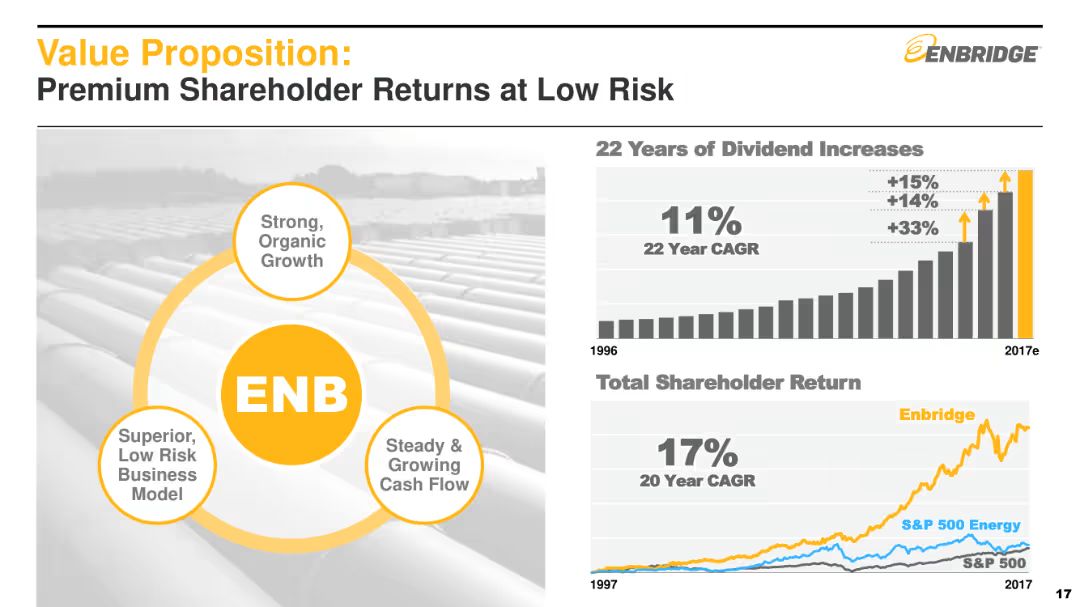 Value Proposition:
Premium Shareholder Returns at Low Risk
ENBRIDGE
Strong,
Organic
Growth
ENB
Superior,
Low Risk
Business
Model
Steady &
Growing
Cash Flow
22 Years of Dividend Increases
11%
22 Year CAGR
+15%
+14%
+33%
1996
2017e
Total Shareholder Return
17%
20 Year CAGR
Enbridge
S&P 500 Energy
S&P 500
1997
2017
17